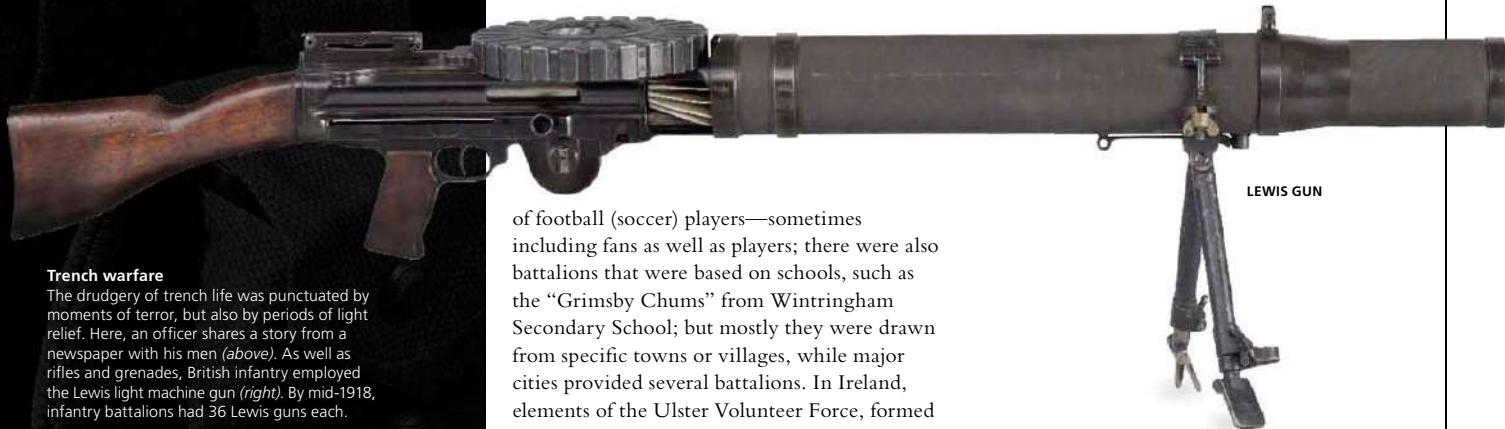 Trench warfare
The drudgery of trench life was punctuated by
moments of terror, but also by periods of light
relief. Here, an officer shares a story from a
newspaper with his men (above). As well as
rifles and grenades, British infantry employed
the Lewis light machine gun (right). By mid-1918,
infantry battalions had 36 Lewis guns each.
of football (soccer) players—sometimes
including fans as well as players; there were also
battalions that were based on schools, such as
the “Grimsby Chums” from Wintringham
Secondary School; but mostly they were drawn
from specific towns or villages, while major
cities provided several battalions. In Ireland,
elements of the Ulster Volunteer Force, formed
LEWIS GUN